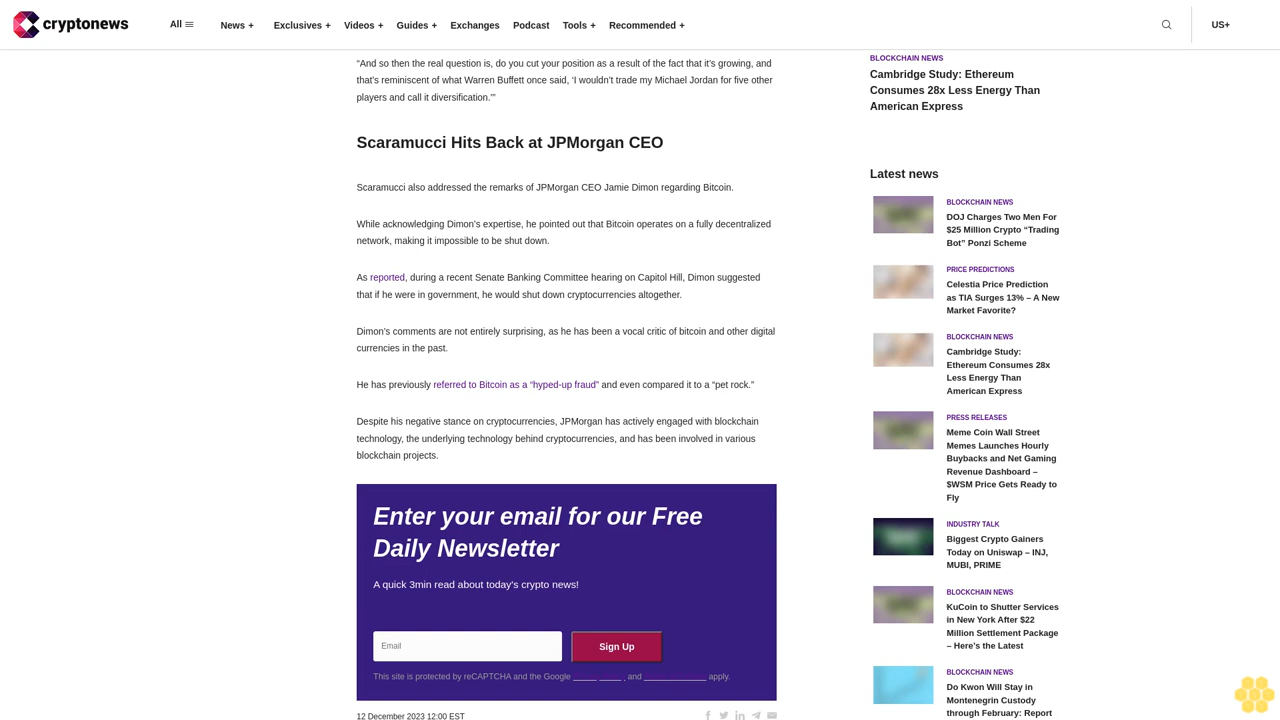 cryptonews
All
News +
Exclusives +
Videos +
Guides +
Exchanges
Podcast
Tools +
Recommended +
US+
“And so then the real question is, do you cut your position as a result of the fact that it’s growing, and
that’s reminiscent of what Warren Buffett once said, ‘I wouldn’t trade my Michael Jordan for five other
players and call it diversification.’”
Scaramucci Hits Back at JPMorgan CEO
Scaramucci also addressed the remarks of JPMorgan CEO Jamie Dimon regarding Bitcoin.
While acknowledging Dimon’s expertise, he pointed out that Bitcoin operates on a fully decentralized
network, making it impossible to be shut down.
As reported, during a recent Senate Banking Committee hearing on Capitol Hill, Dimon suggested
that if he were in government, he would shut down cryptocurrencies altogether.
Dimon’s comments are not entirely surprising, as he has been a vocal critic of bitcoin and other digital
currencies in the past.
He has previously referred to Bitcoin as a “hyped-up fraud” and even compared it to a “pet rock.”
Despite his negative stance on cryptocurrencies, JPMorgan has actively engaged with blockchain
technology, the underlying technology behind cryptocurrencies, and has been involved in various
blockchain projects.
Enter your email for our Free
Daily Newsletter
A quick 3min read about today's crypto news!
Email
Sign Up
This site is protected by reCAPTCHA and the Google and apply.
12 December 2023 12:00 EST
BLOCKCHAIN NEWS
Cambridge Study: Ethereum
Consumes 28x Less Energy Than
American Express
Latest news
BLOCKCHAIN NEWS
DOJ Charges Two Men For
$25 Million Crypto “Trading
Bot” Ponzi Scheme
PRICE PREDICTIONS
Celestia Price Prediction
as TIA Surges 13% – A New
Market Favorite?
BLOCKCHAIN NEWS
Cambridge Study:
Ethereum Consumes 28x
Less Energy Than
American Express
PRESS RELEASES
Meme Coin Wall Street
Memes Launches Hourly
Buybacks and Net Gaming
Revenue Dashboard –
$WSM Price Gets Ready to
Fly
INDUSTRY TALK
Biggest Crypto Gainers
Today on Uniswap – INJ,
MUBI, PRIME
BLOCKCHAIN NEWS
KuCoin to Shutter Services
in New York After $22
Million Settlement Package
– Here’s the Latest
BLOCKCHAIN NEWS
Do Kwon Will Stay in
Montenegrin Custody
through February: Report